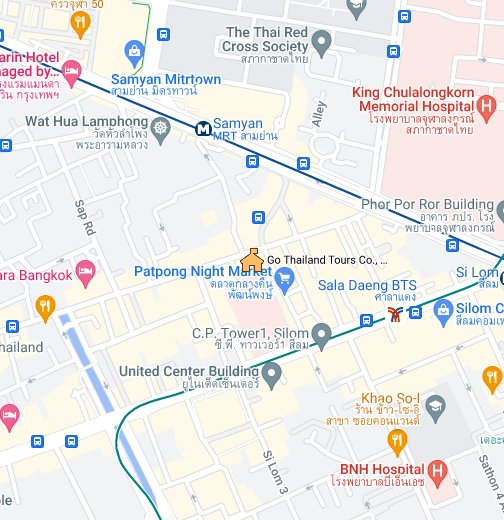 ครัวจุฬา 50
arin Hotel
naged by...
รงแรมแมนดา
ริน กรุงเทพฯ
Samyan Mitrtown
สามย่าน มิตรทาวน์
The Thai Red
Cross Society
สภากาชาดไทย
King Chulalongkorn
Memorial Hospital
โรงพยาบาลจุฬาลงกรณ์
สภากาชาดไทย
Alley
Wat Hua Lamphong
วัดหัวลำโพง
พระอารามหลวง
M
Samyan
MRT สามย่าน
Sap Rd
Phor Por Ror Building
อาคาร ภปร. โรง
พยาบาลจุฬาลงกรณ์
ara Bangkok
Patpong Night Market
ตลาดกลางคืน
พัฒน์พงษ์
Go Thailand Tours Co., ...
Sala Daeng BTS
ศาลาแดง
Si Lom
สีลม
Silom C
สีลมคอมเพ
hailand
C.P. Tower1, Silom
ซี.พี. ทาวเวอร์1 สีลม
United Center Building
ยูไนเต็ดเซ็นเตอร์
Khao So-I
ร้าน ข้าว-โซ-อิ
สาขา ซอยคอนแวนต์
เดอะ
Si Lom 3
BNH Hospital
โรงพยาบาลบีเอ็นเอช
Sathon 4 A
ple